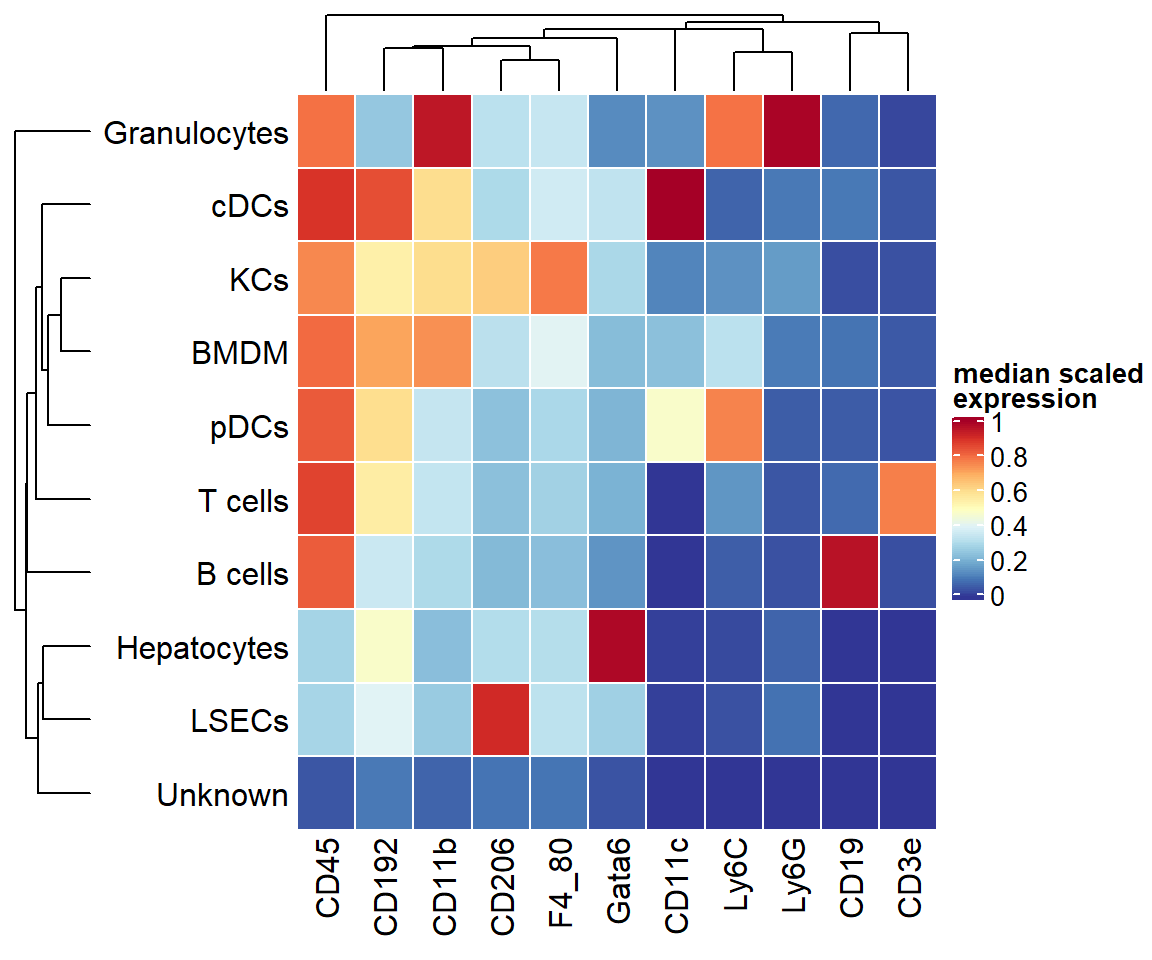 Granulocytes
cDCs
KCs
BMDM
pDCs
T cells
B cells
Hepatocytes
LSECs
Unknown
CD45
CD192
CD11b
CD206
F4_80
Gata6
CD11c
Ly6C
Ly6G
CD19
CD3e
median scaled
expression
1
0.8
0.6
0.4
0.2
0